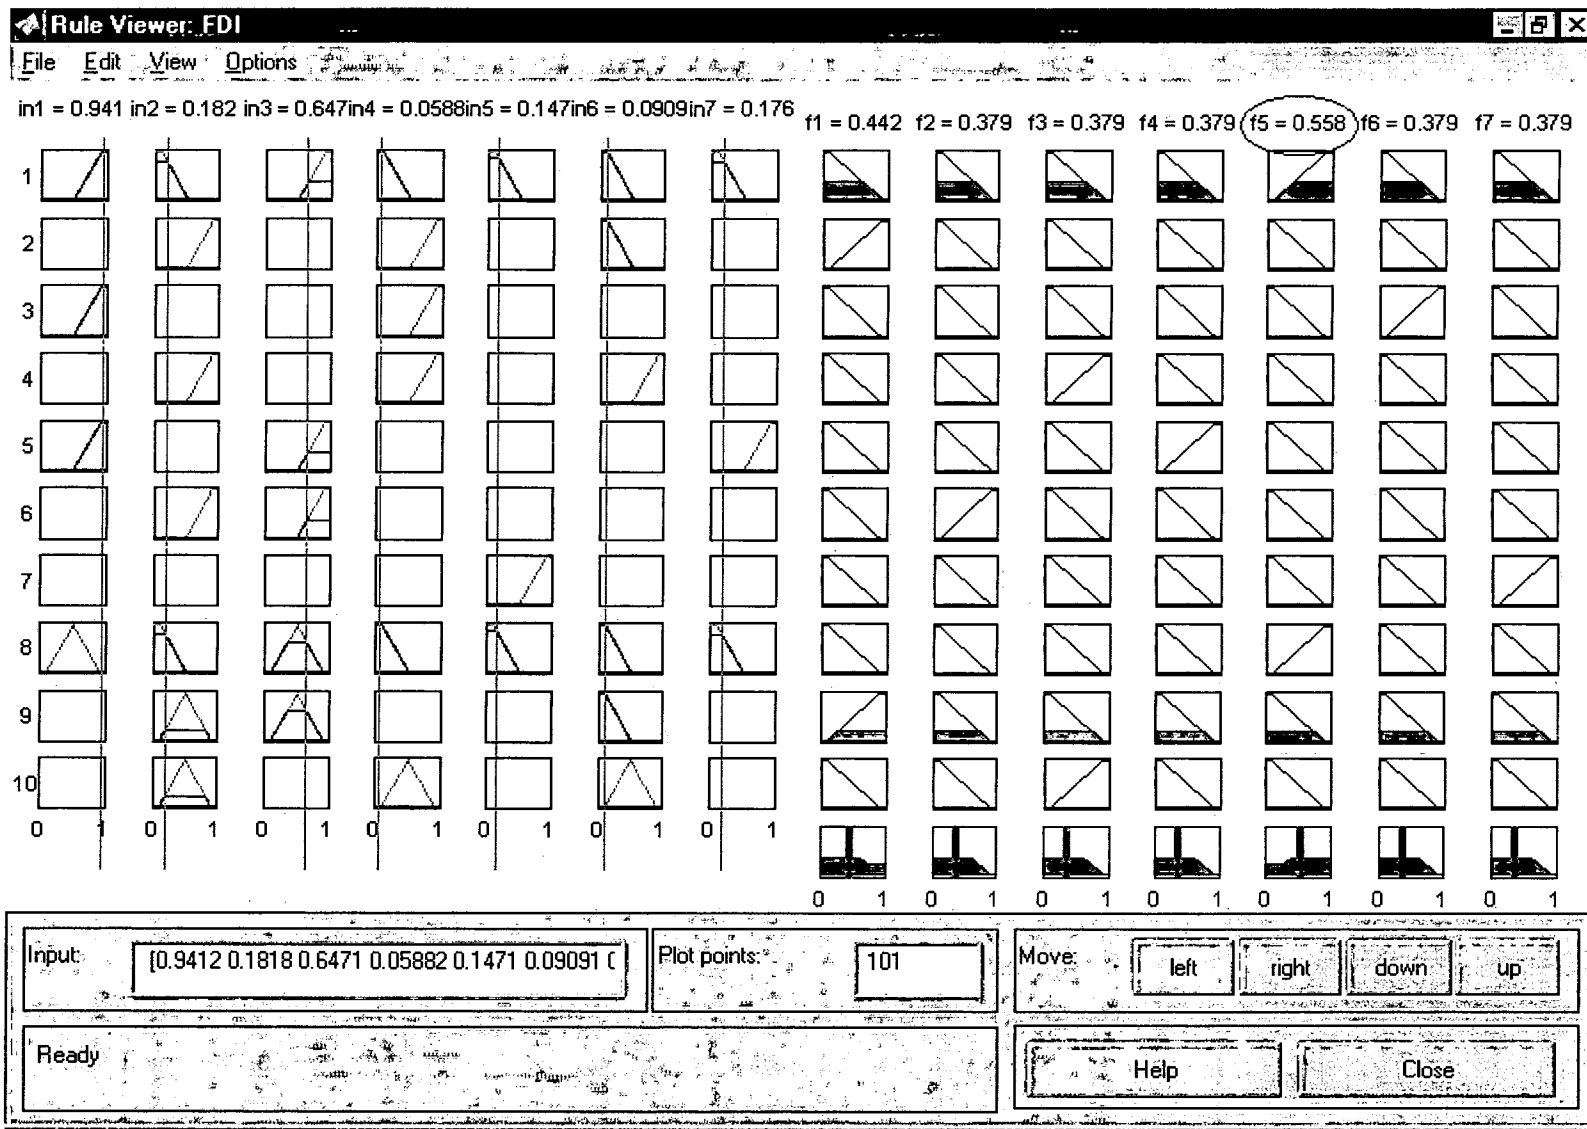 Rule Viewer: FDI
File Edit View Options
in1 = 0.941 in2 = 0.182 in3 = 0.647in4 = 0.0588in5 = 0.147in6 = 0.0909in7 = 0.176 f1 = 0.442 f2 = 0.379 f3 = 0.379 f4 = 0.379 f5 = 0.558 f6 = 0.379 f7 = 0.379
1
2
3
4
5
6
7
8
9
10
0 1 0 1 0 1 0 1 0 1 0 1 0 1
0 1 0 1 0 1 0 1 0 1 0 1 0 1
Input: [0.9412 0.1818 0.6471 0.05882 0.1471 0.09091 0 Plot points: 101 Move: left right down up
Ready Help Close